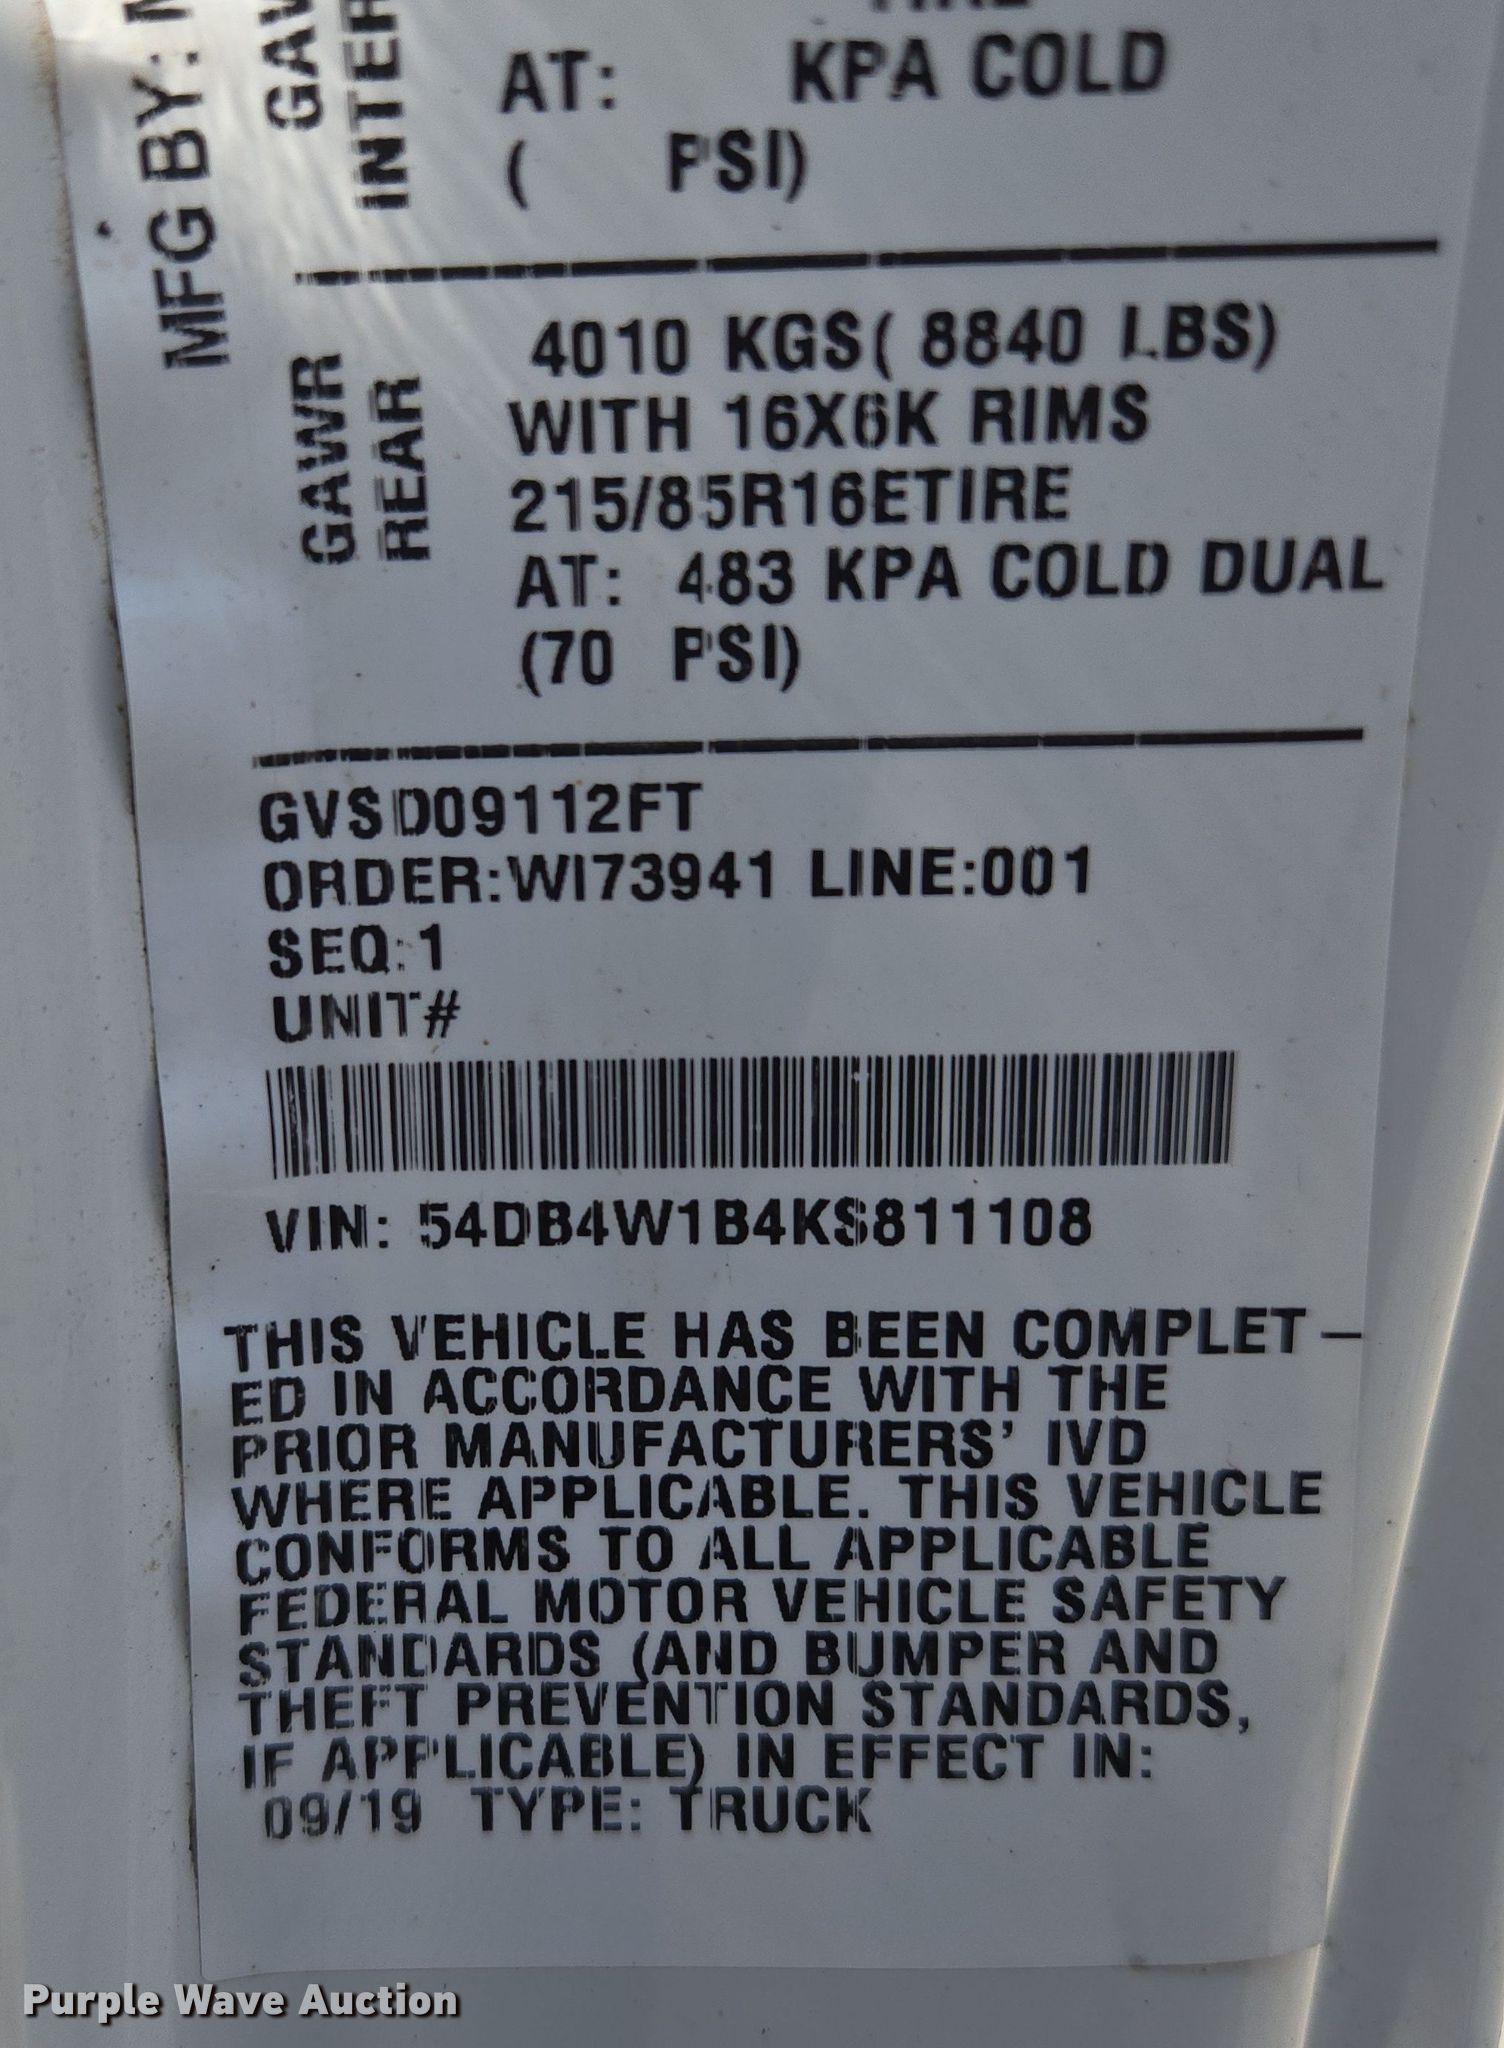 MFG BY:
GAW
INTER
AT: KPA COLD
( PSI)
GAWR
REAR
4010 KGS( 8840 LBS)
WITH 16X6K RIMS
215/85R16ETIRE
AT: 483 KPA COLD DUAL
(70 PSI)
GVSD09112FT
ORDER:WI73941 LINE:001
SEQ:1
UNIT#
VIN: 54DB4W1B4KS811108
THIS VEHICLE HAS BEEN COMPLET-
ED IN ACCORDANCE WITH THE
PRIOR MANUFACTURERS' IVD
WHERE APPLICABLE. THIS VEHICLE
CONFORMS TO ALL APPLICABLE
FEDERAL MOTOR VEHICLE SAFETY
STANDARDS (AND BUMPER AND
THEFT PREVENTION STANDARDS,
IF APPLICABLE) IN EFFECT IN:
09/19 TYPE: TRUCK
Purple Wave Auction